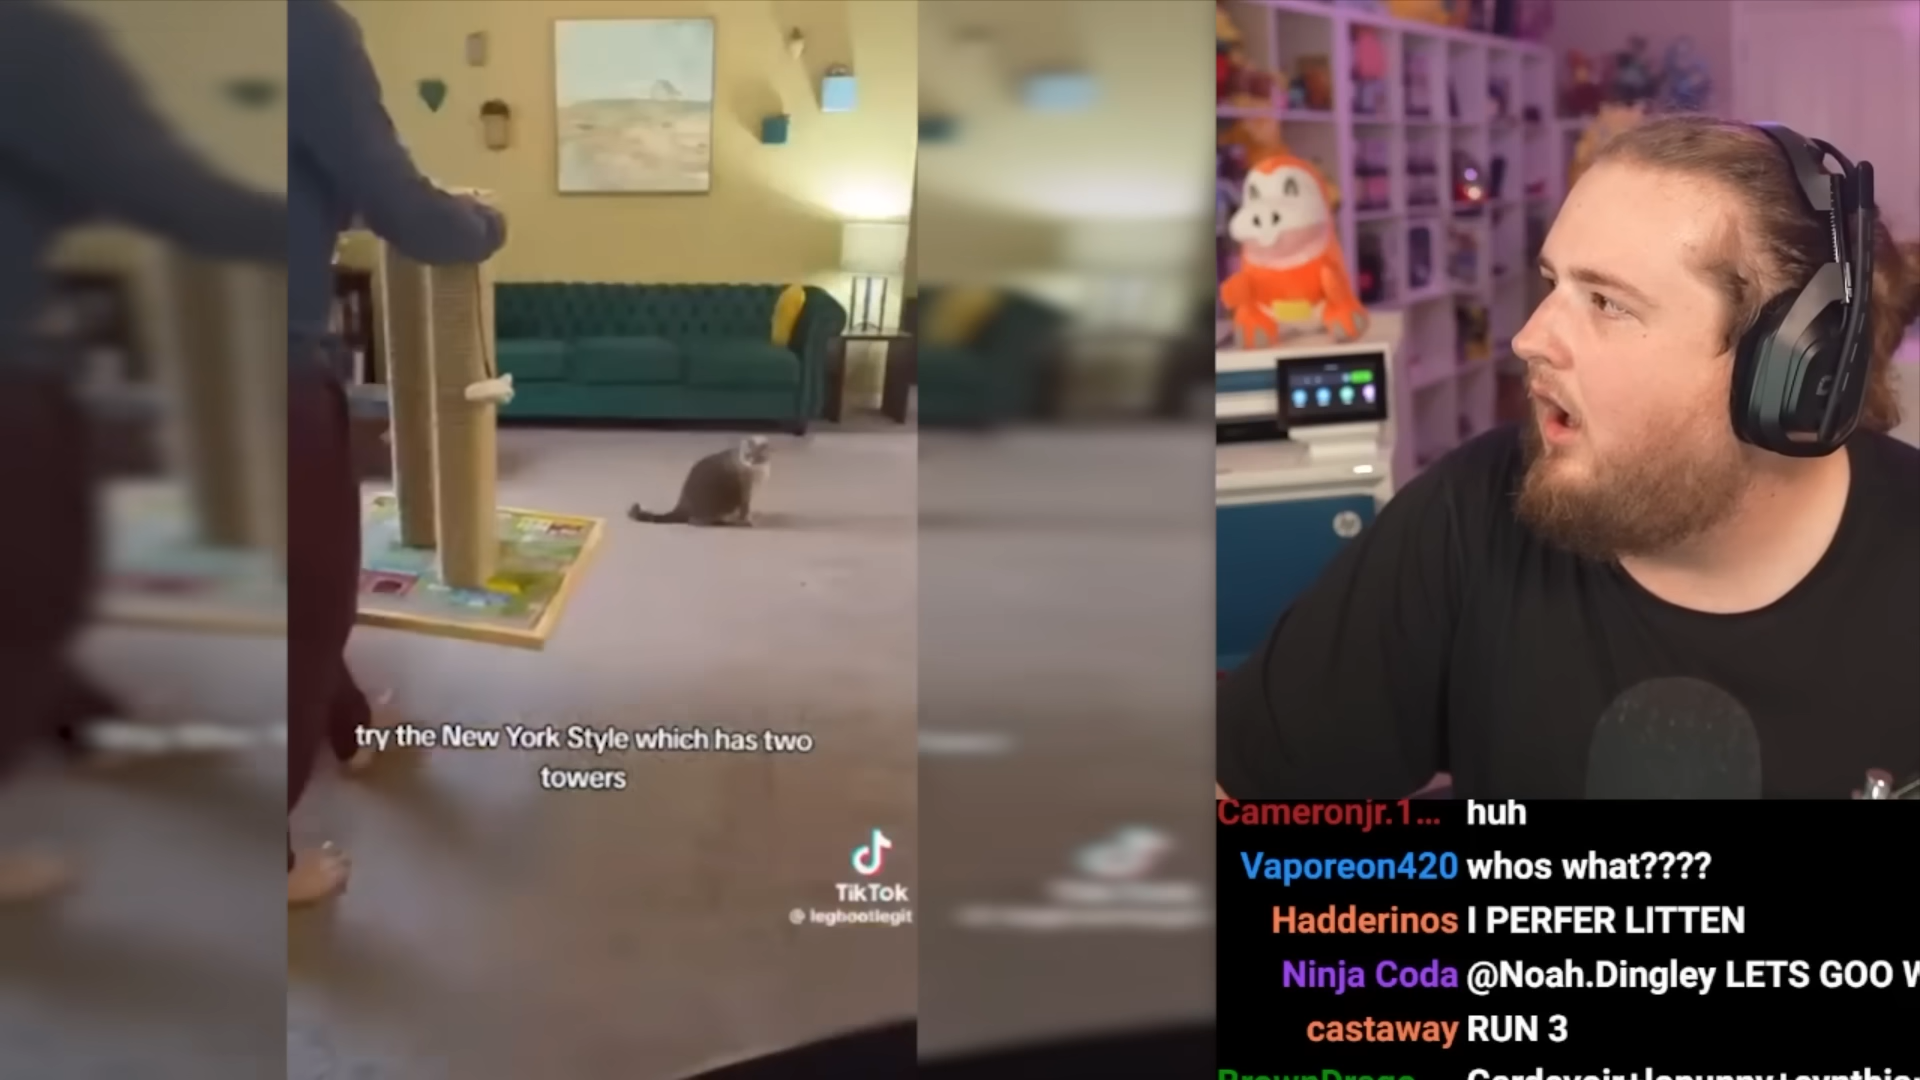 try the New York Style which has two
towers
TikTok
@ legbootlegit
Cameronjr.1... huh
Vaporeon420 whos what????
Hadderinos I PERFER LITTEN
Ninja Coda @Noah.Dingley LETS GOO
castaway RUN 3